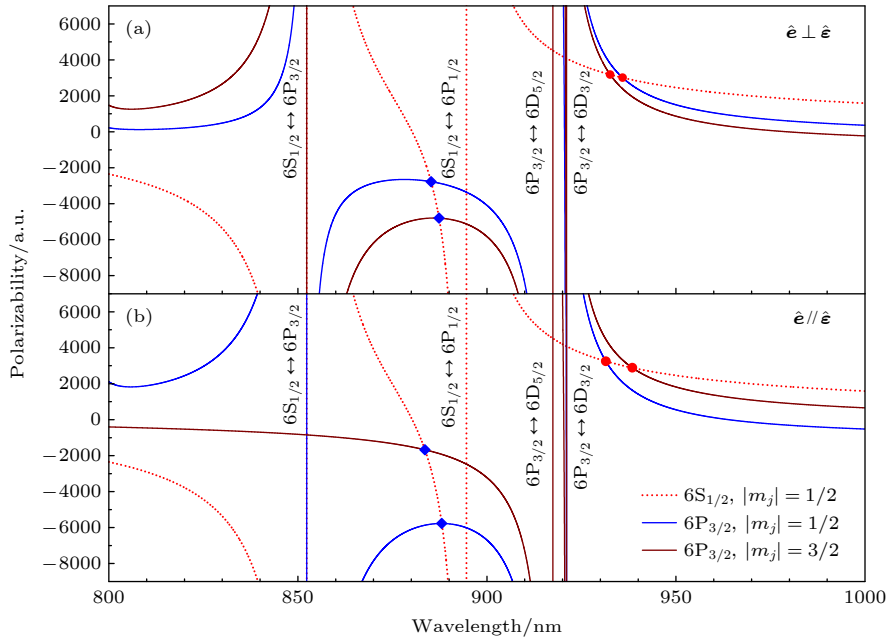 (a)
ê ⊥ ε̂
6000
4000
2000
0
−2000
−4000
−6000
−8000
6S1/2 ↔ 6P3/2
6S1/2 ↔ 6P1/2
6P3/2 ↔ 6D5/2
6P3/2 ↔ 6D3/2
Polarizability/a.u.
(b)
ê // ε̂
6000
4000
2000
0
−2000
−4000
−6000
−8000
6S1/2 ↔ 6P3/2
6S1/2 ↔ 6P1/2
6P3/2 ↔ 6D5/2
6P3/2 ↔ 6D3/2
6S1/2, |mj| = 1/2
6P3/2, |mj| = 1/2
6P3/2, |mj| = 3/2
800 850 900 950 1000
Wavelength/nm